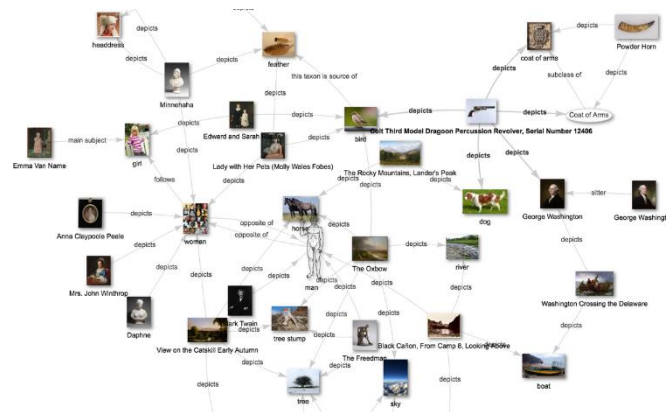 depicts
headdress
depicts
depicts
Minnehaha
depicts
feather
depicts
this taxon is source of
depicts
coat of arms
depicts
Powder Horn
subclass of
depicts
Coat of Arms
depicts
depicts
Colt Third Model Dragoon Percussion Revolver, Serial Number 12406
Emma Van Name
main subject
girl
depicts
Edward and Sarah
depicts
bird
Lady with Her Pets (Molly Wales Fobes)
depicts
The Rocky Mountains, Lander's Peak
depicts
depicts
depicts
follows
depicts
depicts
dog
George Washington
sitter
George Washington
Anna Claypoole Peale
depicts
women
opposite of
opposite of
horse
depicts
depicts
man
The Oxbow
depicts
river
Mrs. John Winthrop
depicts
depicts
depicts
depicts
depicts
Washington Crossing the Delaware
Daphne
depicts
Mark Twain
View on the Catskill Early Autumn
depicts
tree stump
The Freedman
Black Cañon, From Camp 8, Looking Above
depicts
depicts
depicts
boat
depicts
depicts
tree
depicts
sky
depicts
depicts
depicts